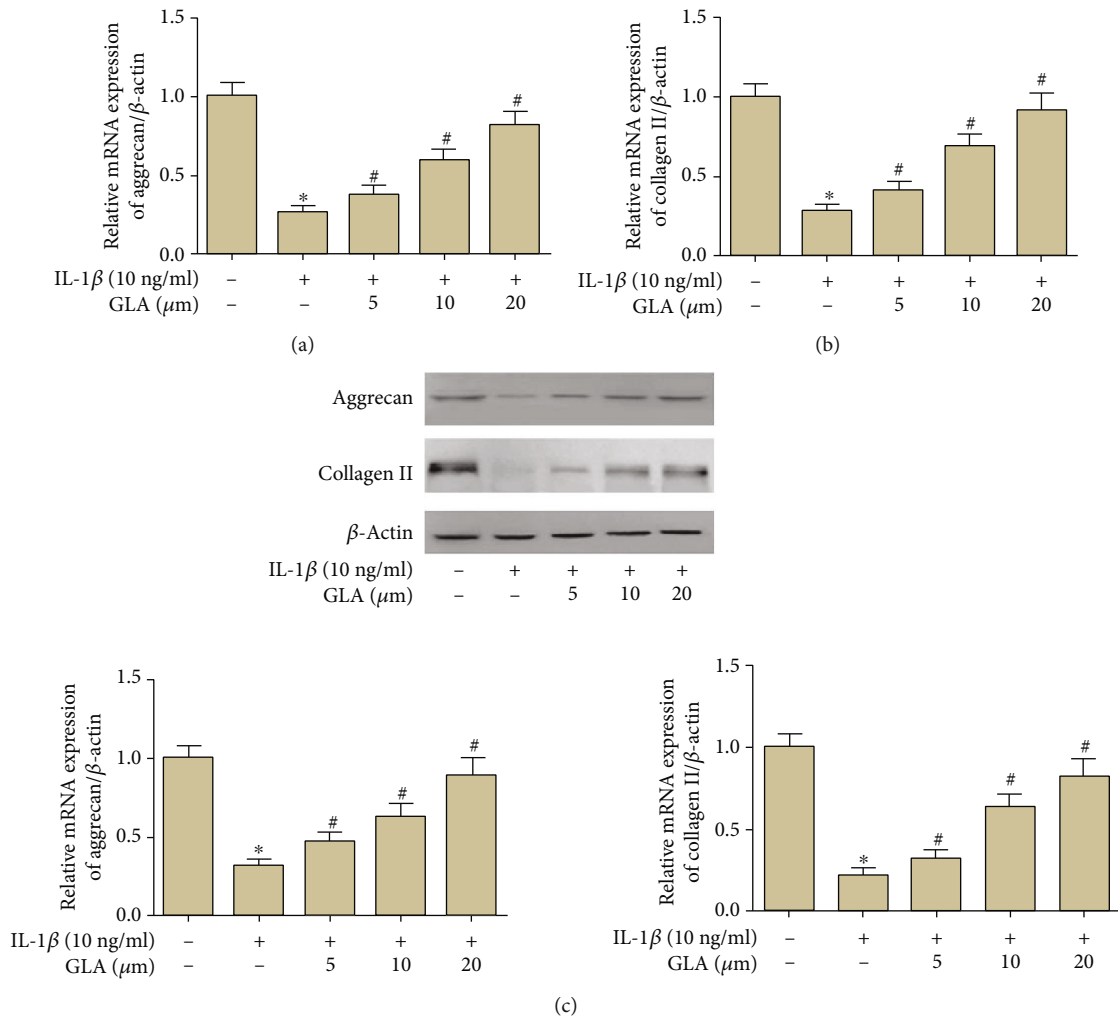 Relative mRNA expression
of aggrecan/β-actin
1.5
1.0
0.5
0.0
*
#
#
#
IL-1β (10 ng/ml) – + + + +
GLA (μm) – – 5 10 20
(a)
Relative mRNA expression
of collagen II/β-actin
1.5
1.0
0.5
0.0
*
#
#
#
IL-1β (10 ng/ml) – + + + +
GLA (μm) – – 5 10 20
(b)
Aggrecan
Collagen II
β-Actin
IL-1β (10 ng/ml) – + + + +
GLA (μm) – – 5 10 20
Relative mRNA expression
of aggrecan/β-actin
1.5
1.0
0.5
0.0
*
#
#
#
IL-1β (10 ng/ml) – + + + +
GLA (μm) – – 5 10 20
Relative mRNA expression
of collagen II/β-actin
1.5
1.0
0.5
0.0
*
#
#
#
IL-1β (10 ng/ml) – + + + +
GLA (μm) – – 5 10 20
(c)